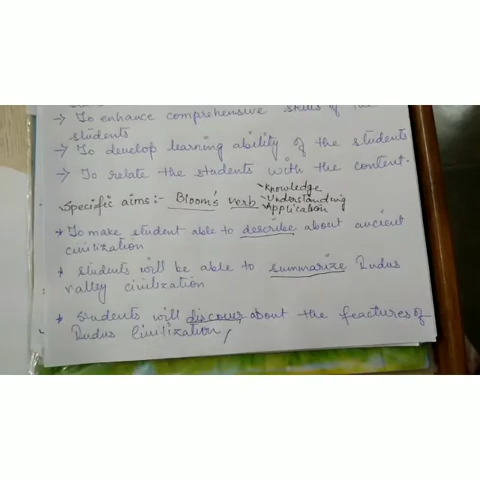 → To enhance comprehensive skills of the
students
→ To develop learning ability of the students
→ To relate the students with the content.
Specific aims:- Bloom's verb
Knowledge
Understanding
Application
* To make student able to describe about ancient
civilization
* students will be able to summarize Indus
valley civilization
* students will discour about the feactures of
Indus Civilization,